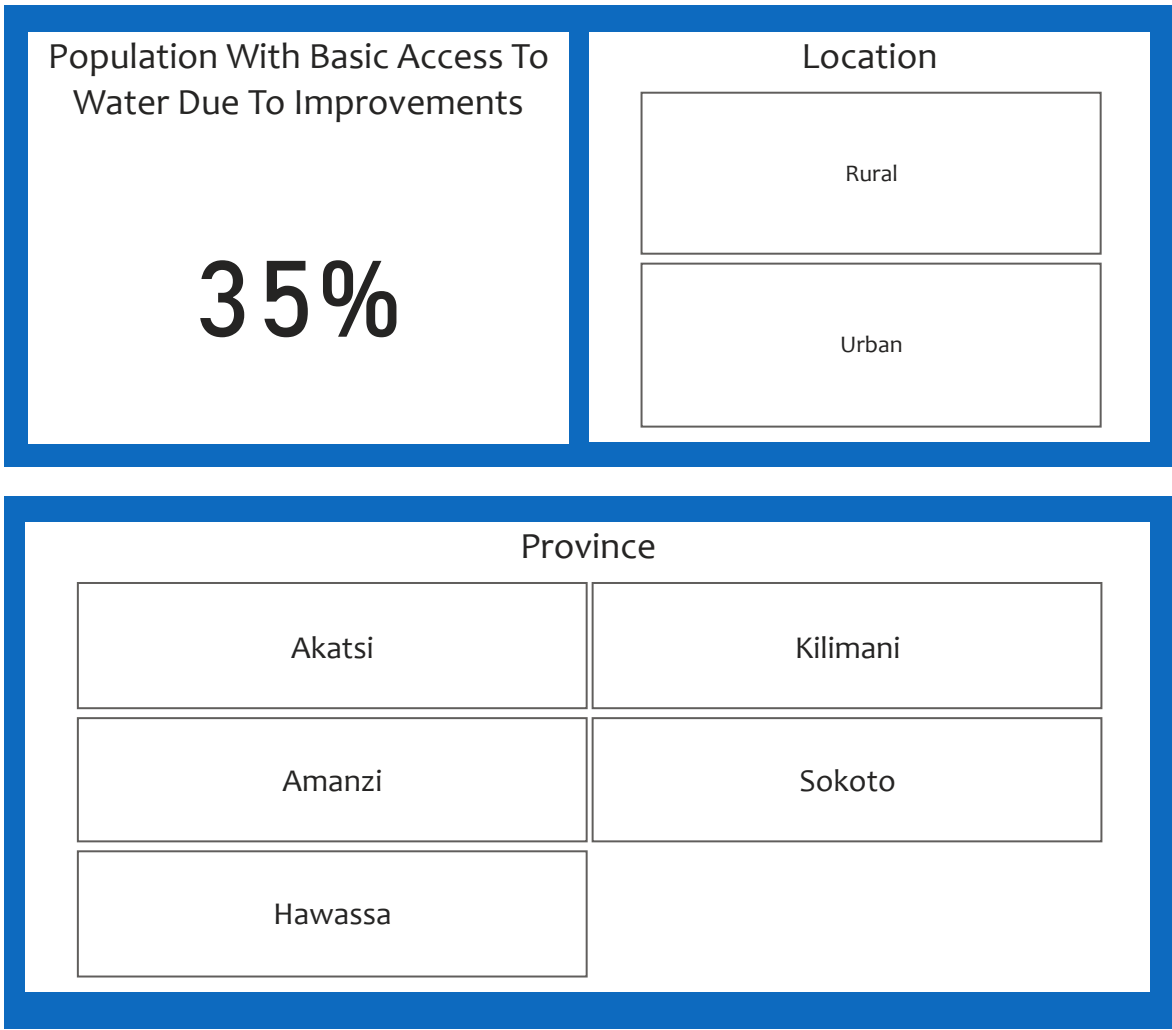 Population With Basic Access To
Water Due To Improvements
35%
Location
Rural
Urban
Province
Akatsi
Kilimani
Amanzi
Sokoto
Hawassa